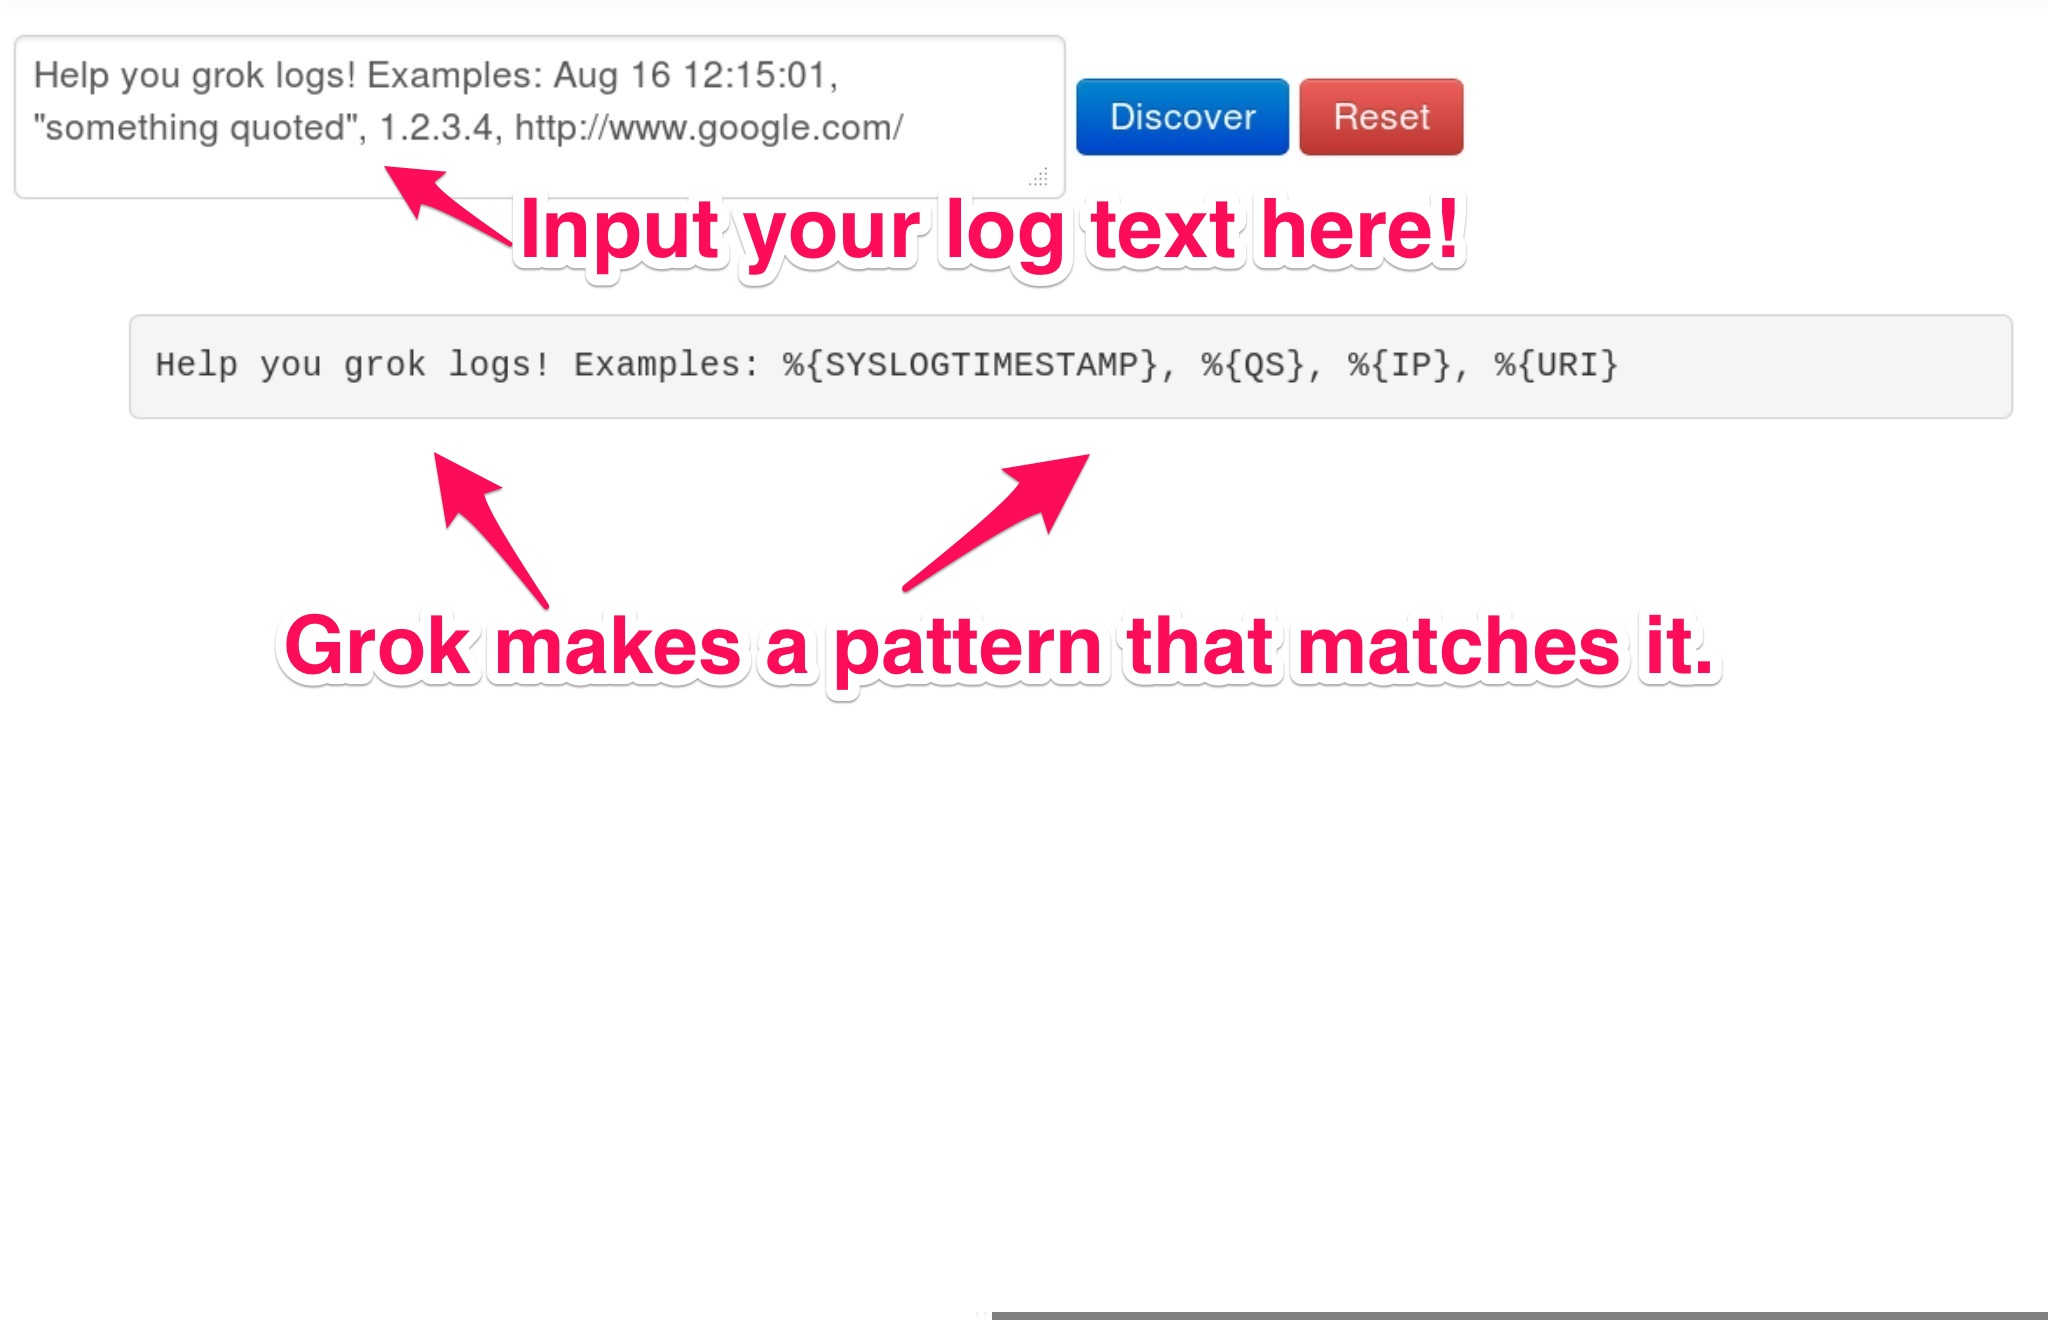 Help you grok logs! Examples: Aug 16 12:15:01,
"something quoted", 1.2.3.4, http://www.google.com/
Discover
Reset
Input your log text here!
Help you grok logs! Examples: %{SYSLOGTIMESTAMP}, %{QS}, %{IP}, %{URI}
Grok makes a pattern that matches it.